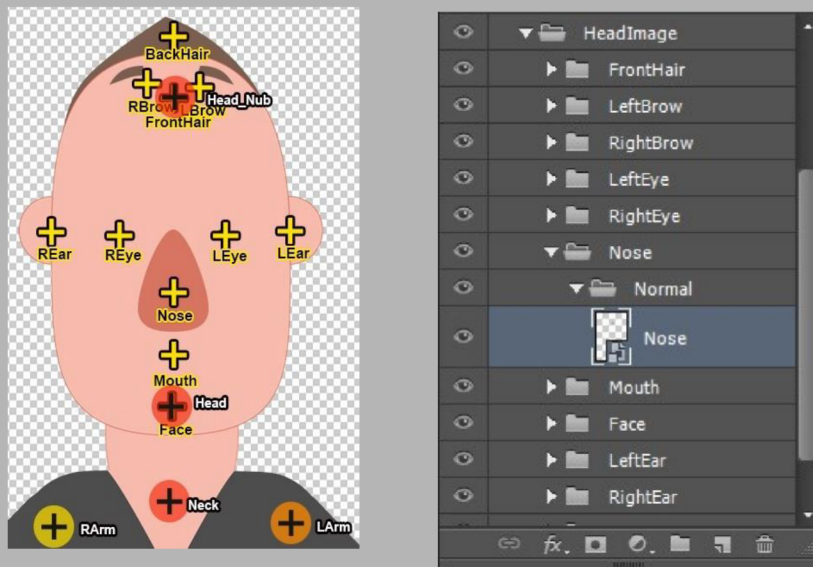 BackHair
RBrow
LBrow
Head_Nub
FrontHair
REar
REye
LEye
LEar
Nose
Mouth
Head
Face
Neck
RArm
LArm
HeadImage
FrontHair
LeftBrow
RightBrow
LeftEye
RightEye
Nose
Normal
Nose
Mouth
Face
LeftEar
RightEar
fx.